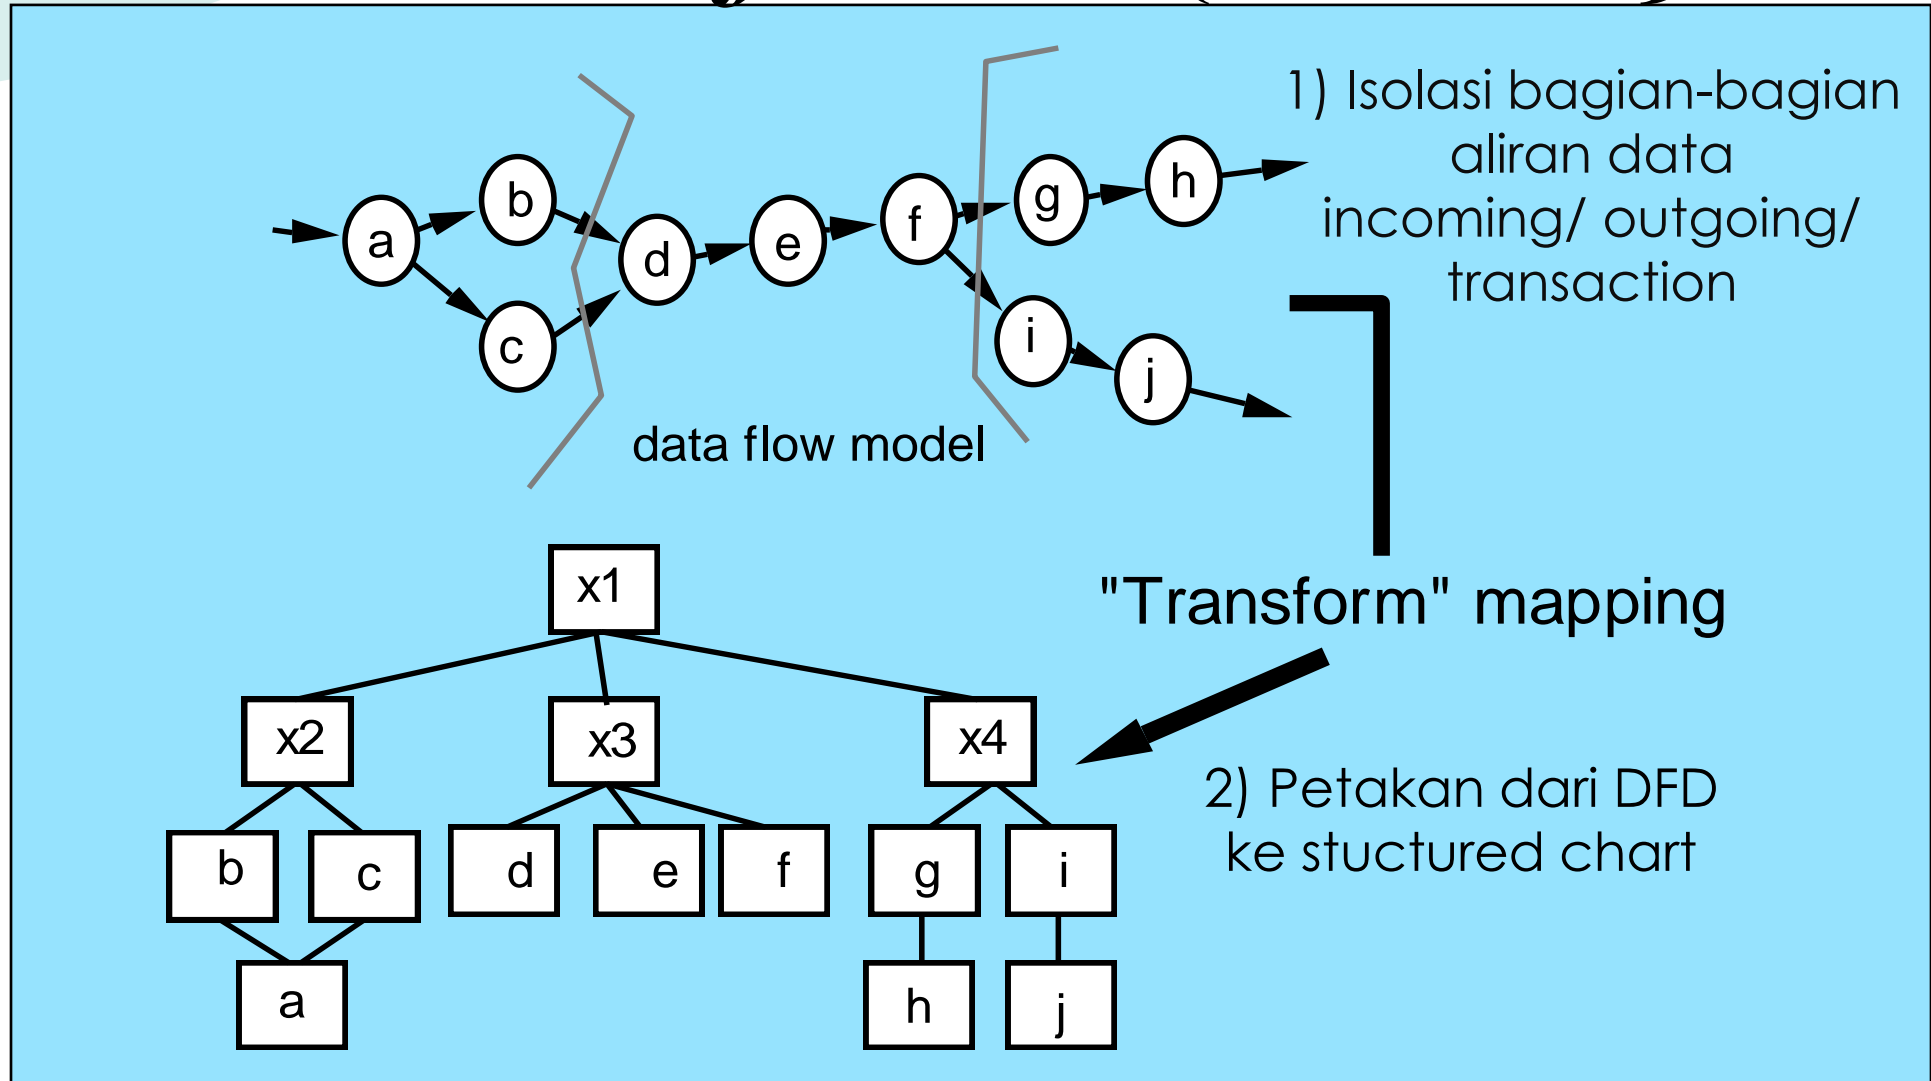 1) Isolasi bagian-bagian
aliran data
incoming/ outgoing/
transaction
a
b
c
d
e
f
g
h
i
j
data flow model
"Transform" mapping
2) Petakan dari DFD
ke stuctured chart
x1
x2
x3
x4
b
c
d
e
f
g
i
a
h
j